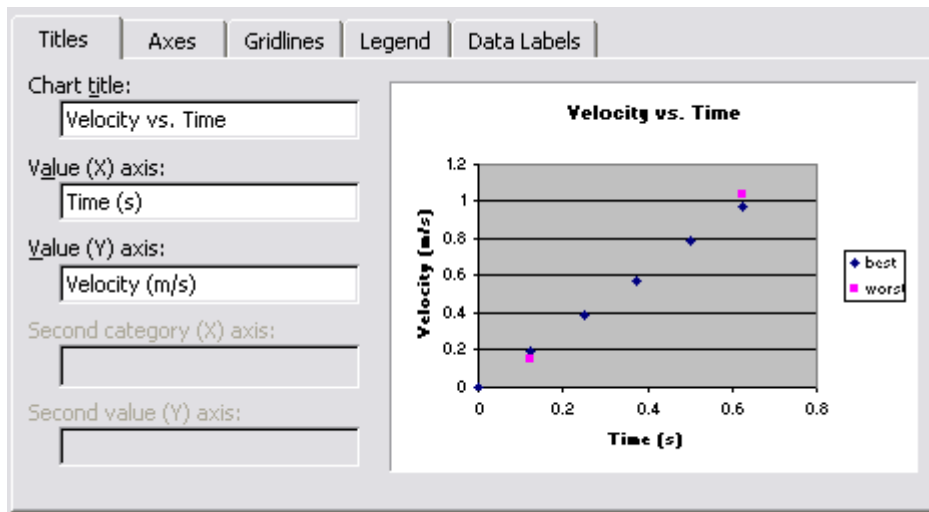 Titles
Axes
Gridlines
Legend
Data Labels
Chart title:
Velocity vs. Time
Value (X) axis:
Time (s)
Value (Y) axis:
Velocity (m/s)
Second category (X) axis:
Second value (Y) axis:
Velocity vs. Time
1.2
1
0.8
0.6
0.4
0.2
0
Velocity (m/s)
0
0.2
0.4
0.6
0.8
Time (s)
best
worst